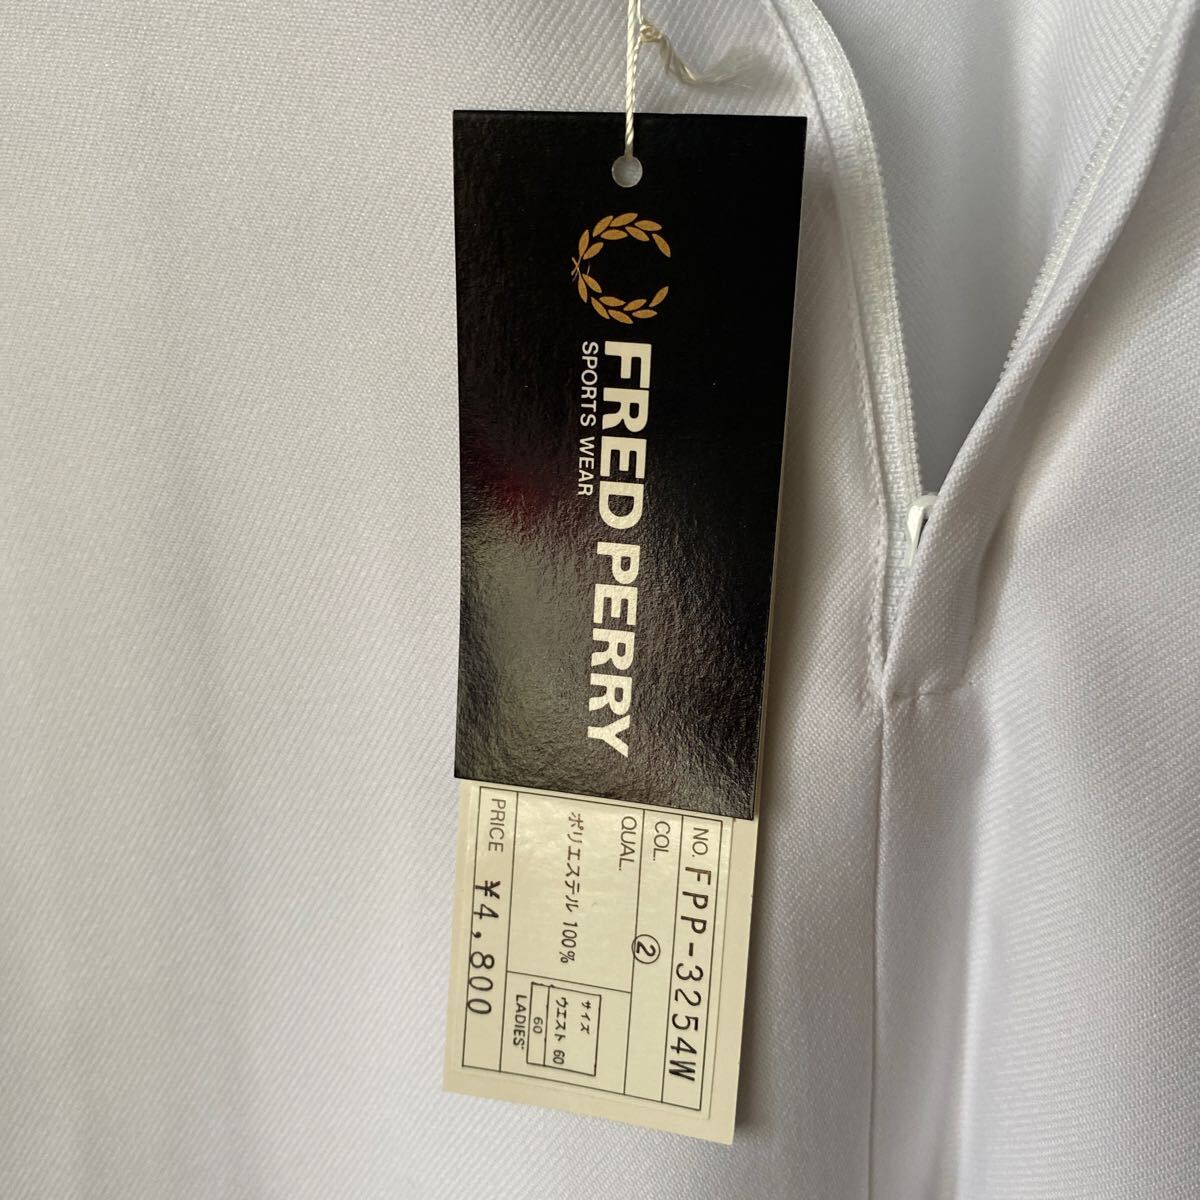 FRED PERRY
SPORTS WEAR
NO. FPP-3254W
COL. ②
QUAL.
ポリエステル 100%
サイズ
ウエスト 60
60
LADIES'
PRICE ¥4,800